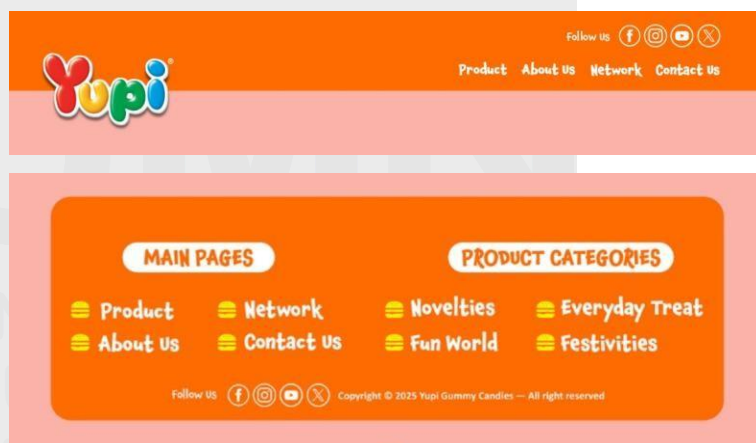 Follow us
Yupi®
Product About Us Network Contact Us
MAIN PAGES
PRODUCT CATEGORIES
Product Network Novelties Everyday Treat
About Us Contact Us Fun World Festivities
Follow us Copyright © 2025 Yupi Gummy Candies — All right reserved